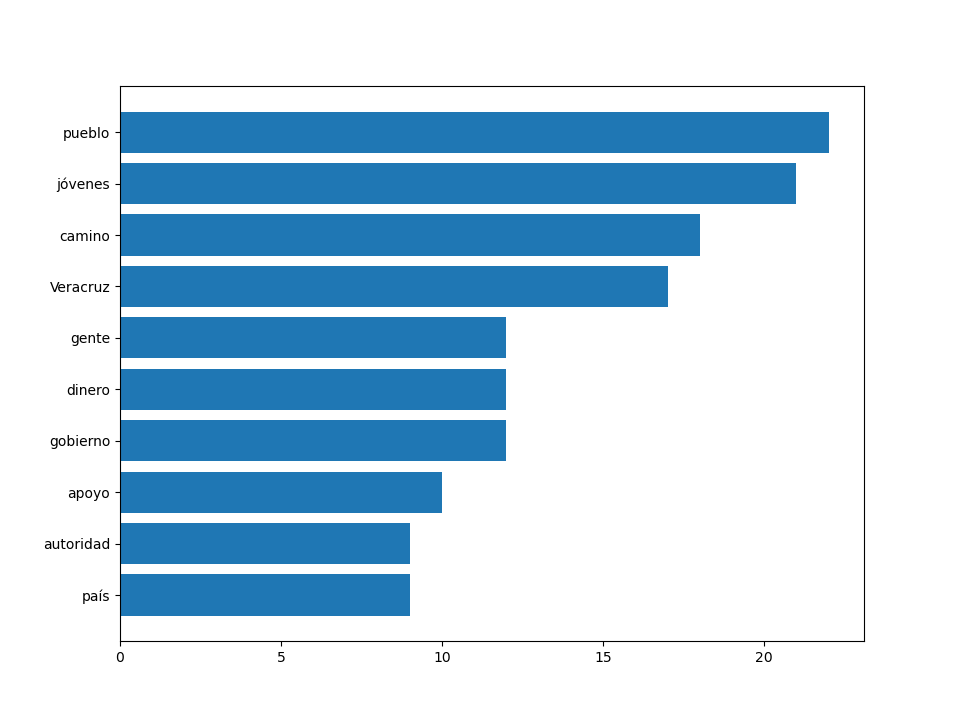 pueblo
jóvenes
camino
Veracruz
gente
dinero
gobierno
apoyo
autoridad
país
0 5 10 15 20